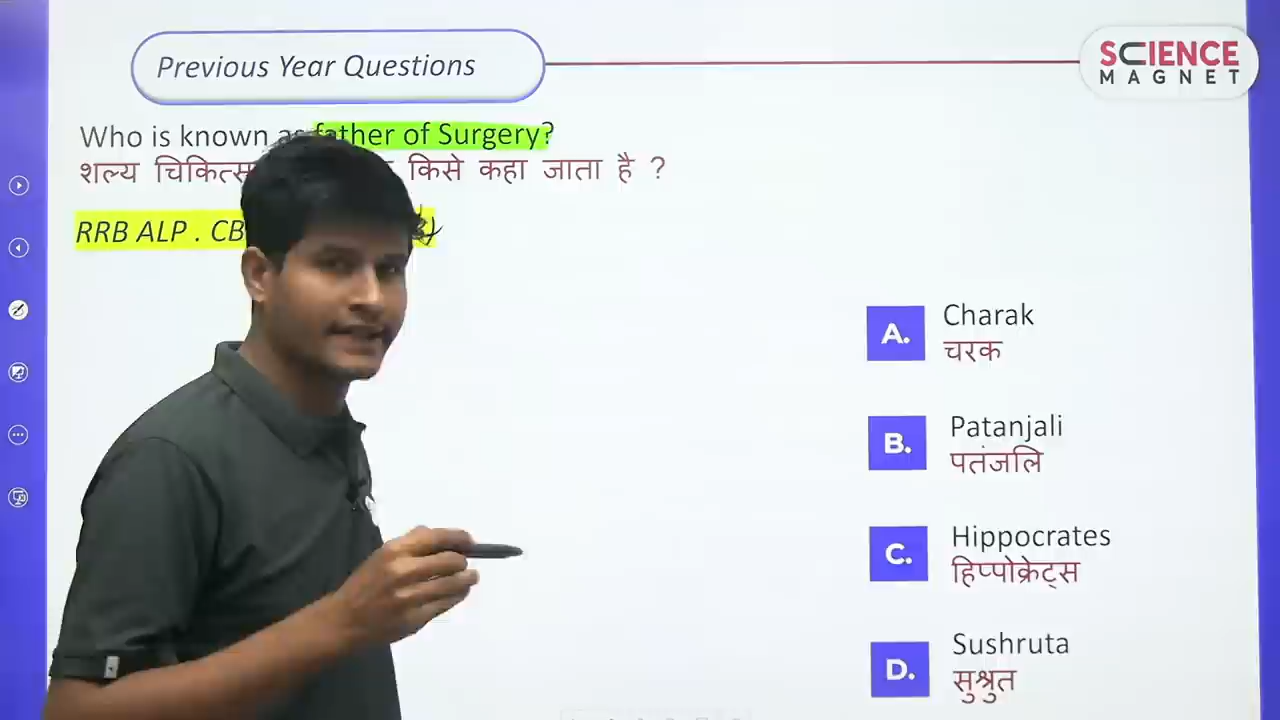 Previous Year Questions
SCIENCE
MAGNET
Who is known as father of Surgery?
शल्य किसे कहा जाता है ?
RRB ALP . CB
A.
Charak
चरक
B.
Patanjali
पतंजलि
C.
Hippocrates
हिप्पोक्रेट्स
D.
Sushruta
सुश्रुत